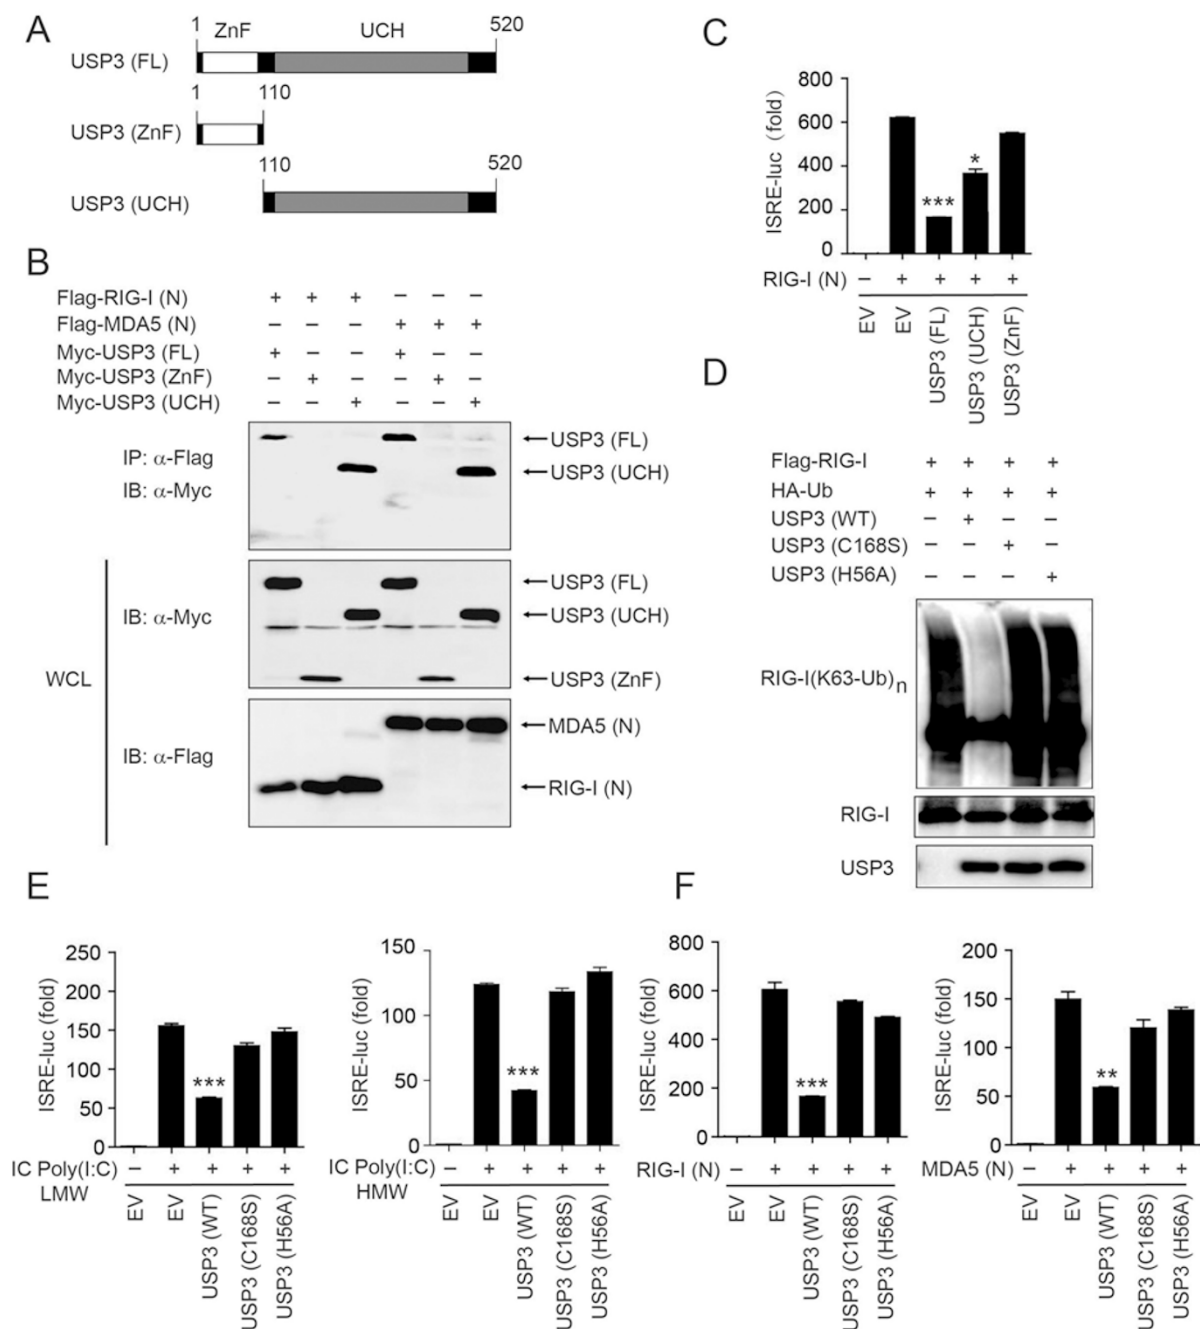 A
1 ZnF UCH 520
USP3 (FL)
1 110
USP3 (ZnF)
110 520
USP3 (UCH)
B
Flag-RIG-I (N) + + + – – –
Flag-MDA5 (N) – – – + + +
Myc-USP3 (FL) + – – + – –
Myc-USP3 (ZnF) – + – – + –
Myc-USP3 (UCH) – – + – – +
IP: α-Flag
IB: α-Myc
USP3 (FL)
USP3 (UCH)
WCL
IB: α-Myc
USP3 (FL)
USP3 (UCH)
USP3 (ZnF)
IB: α-Flag
MDA5 (N)
RIG-I (N)
C
ISRE-luc (fold)
800
600
400
200
0
***
*
RIG-I (N) – + + + +
EV
EV
USP3 (FL)
USP3 (UCH)
USP3 (ZnF)
D
Flag-RIG-I + + + +
HA-Ub + + + +
USP3 (WT) – + – –
USP3 (C168S) – – + –
USP3 (H56A) – – – +
RIG-I(K63-Ub)n
RIG-I
USP3
E
ISRE-luc (fold)
250
200
150
100
50
0
***
IC Poly(I:C) – + + + +
LMW
EV
EV
USP3 (WT)
USP3 (C168S)
USP3 (H56A)
ISRE-luc (fold)
150
100
50
0
***
IC Poly(I:C) – + + + +
HMW
EV
EV
USP3 (WT)
USP3 (C168S)
USP3 (H56A)
F
ISRE-luc (fold)
800
600
400
200
0
***
RIG-I (N) – + + + +
EV
EV
USP3 (WT)
USP3 (C168S)
USP3 (H56A)
ISRE-luc (fold)
200
150
100
50
0
**
MDA5 (N) – + + + +
EV
EV
USP3 (WT)
USP3 (C168S)
USP3 (H56A)